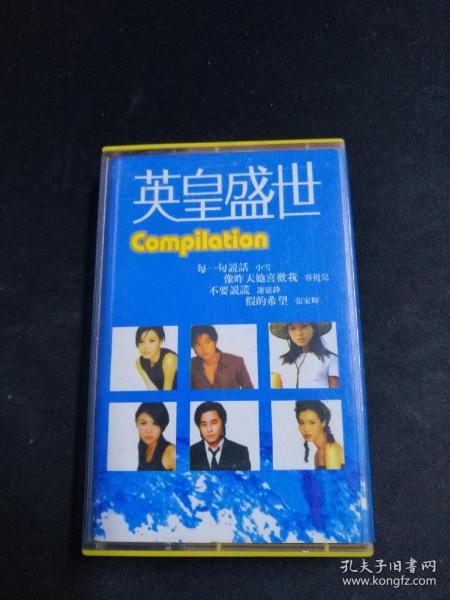 英皇盛世
Compilation
每一句說話 小雪
像昨天她喜歡我 容祖兒
不要說謊 謝霆鋒
假的希望 張家輝
孔夫子旧书网
www.kongfz.com